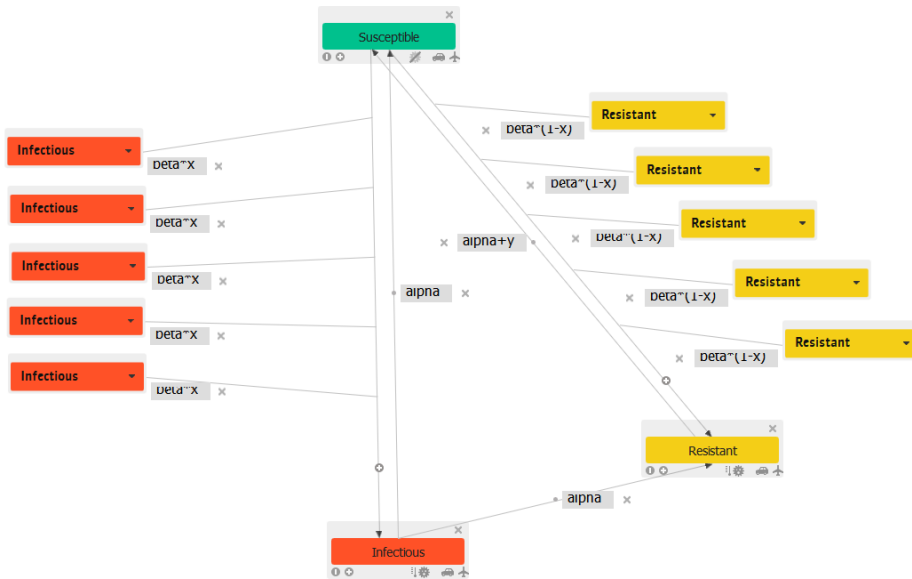 Susceptible
Resistant
beta*(1-x)
Infectious
beta*x
Resistant
beta*(1-x)
Infectious
beta*x
Resistant
beta*(1-x)
alpha+y
Infectious
beta*x
Resistant
beta*(1-x)
alpha
Infectious
beta*x
Resistant
beta*(1-x)
Infectious
beta*x
Resistant
alpha
Infectious